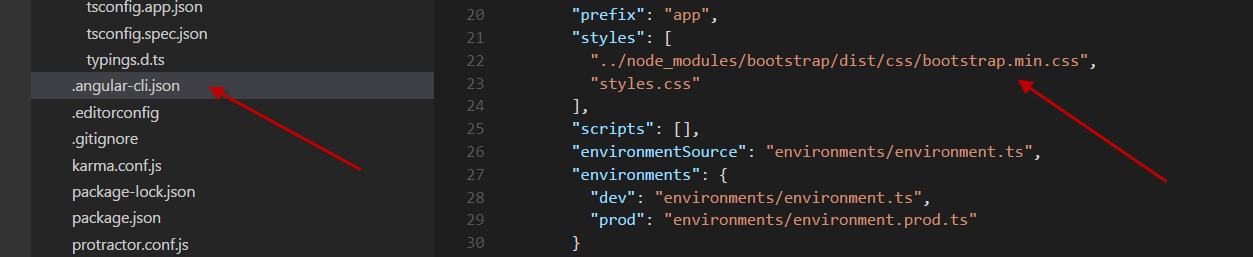 tsconfig.app.json
tsconfig.spec.json
typings.d.ts
.angular-cli.json
.editorconfig
.gitignore
karma.conf.js
package-lock.json
package.json
protractor.conf.js
20 "prefix": "app",
21 "styles": [
22 "../node_modules/bootstrap/dist/css/bootstrap.min.css",
23 "styles.css"
24 ],
25 "scripts": [],
26 "environmentSource": "environments/environment.ts",
27 "environments": {
28 "dev": "environments/environment.ts",
29 "prod": "environments/environment.prod.ts"
30 }